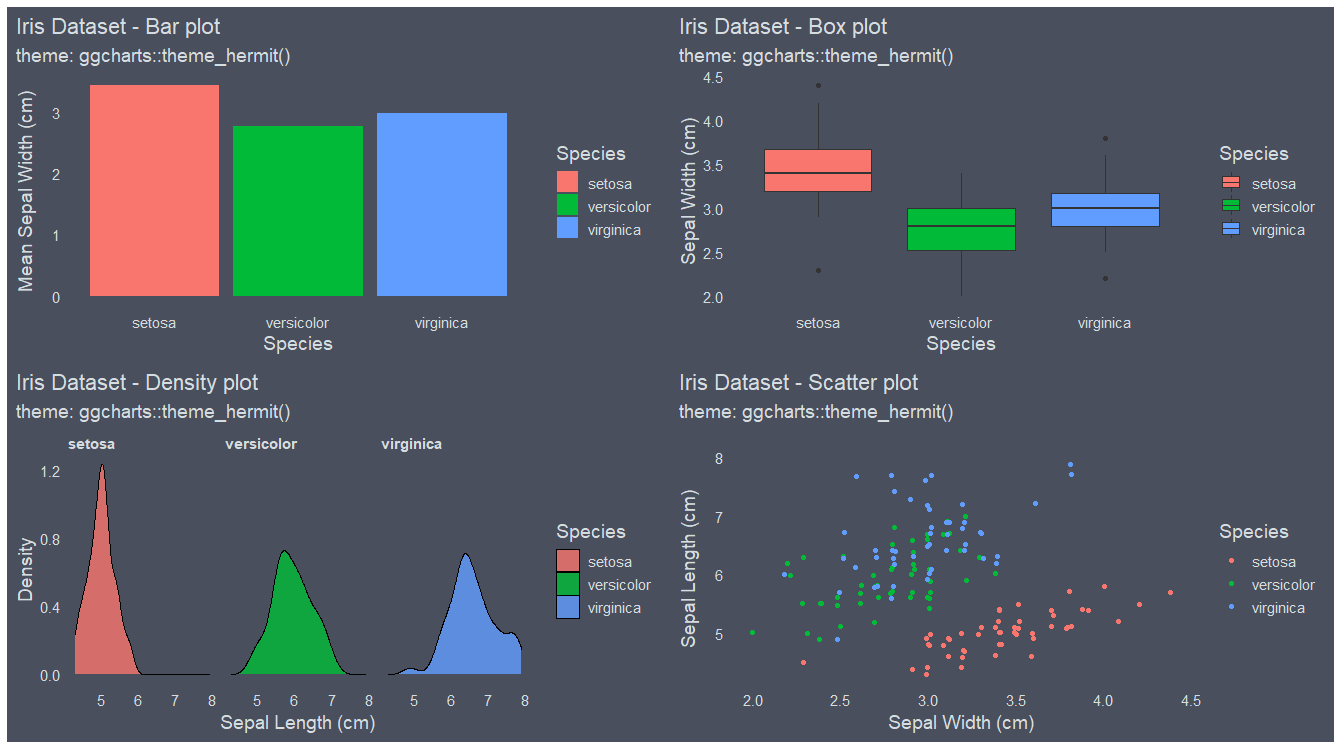 Iris Dataset - Bar plot
theme: ggcharts::theme_hermit()
Mean Sepal Width (cm)
3
2
1
0
setosa versicolor virginica
Species
Species
setosa
versicolor
virginica
Iris Dataset - Box plot
theme: ggcharts::theme_hermit()
Sepal Width (cm)
4.5
4.0
3.5
3.0
2.5
2.0
setosa versicolor virginica
Species
Species
setosa
versicolor
virginica
Iris Dataset - Density plot
theme: ggcharts::theme_hermit()
setosa versicolor virginica
Density
1.2
0.8
0.4
0.0
5 6 7 8 5 6 7 8 5 6 7 8
Sepal Length (cm)
Species
setosa
versicolor
virginica
Iris Dataset - Scatter plot
theme: ggcharts::theme_hermit()
Sepal Length (cm)
8
7
6
5
2.0 2.5 3.0 3.5 4.0 4.5
Sepal Width (cm)
Species
setosa
versicolor
virginica